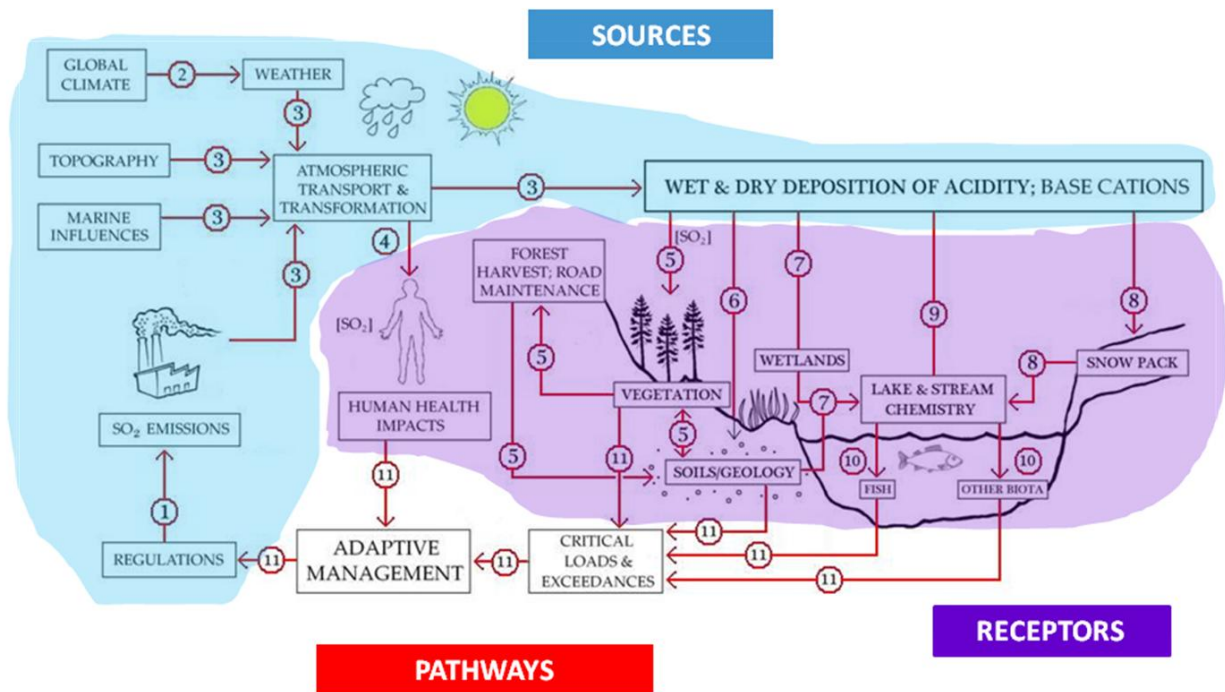 SOURCES
GLOBAL
CLIMATE
2
WEATHER
3
TOPOGRAPHY
3
ATMOSPHERIC
TRANSPORT &
TRANSFORMATION
3
WET & DRY DEPOSITION OF ACIDITY; BASE CATIONS
MARINE
INFLUENCES
3
3
4
[SO₂]
FOREST
HARVEST; ROAD
MAINTENANCE
[SO₂]
5
6
7
9
8
5
WETLANDS
8
SNOW PACK
VEGETATION
LAKE & STREAM
CHEMISTRY
7
HUMAN HEALTH
IMPACTS
SO₂ EMISSIONS
5
5
11
SOILS/GEOLOGY
10
10
FISH
OTHER BIOTA
11
1
REGULATIONS
11
ADAPTIVE
MANAGEMENT
11
CRITICAL
LOADS &
EXCEEDANCES
11
11
11
RECEPTORS
PATHWAYS